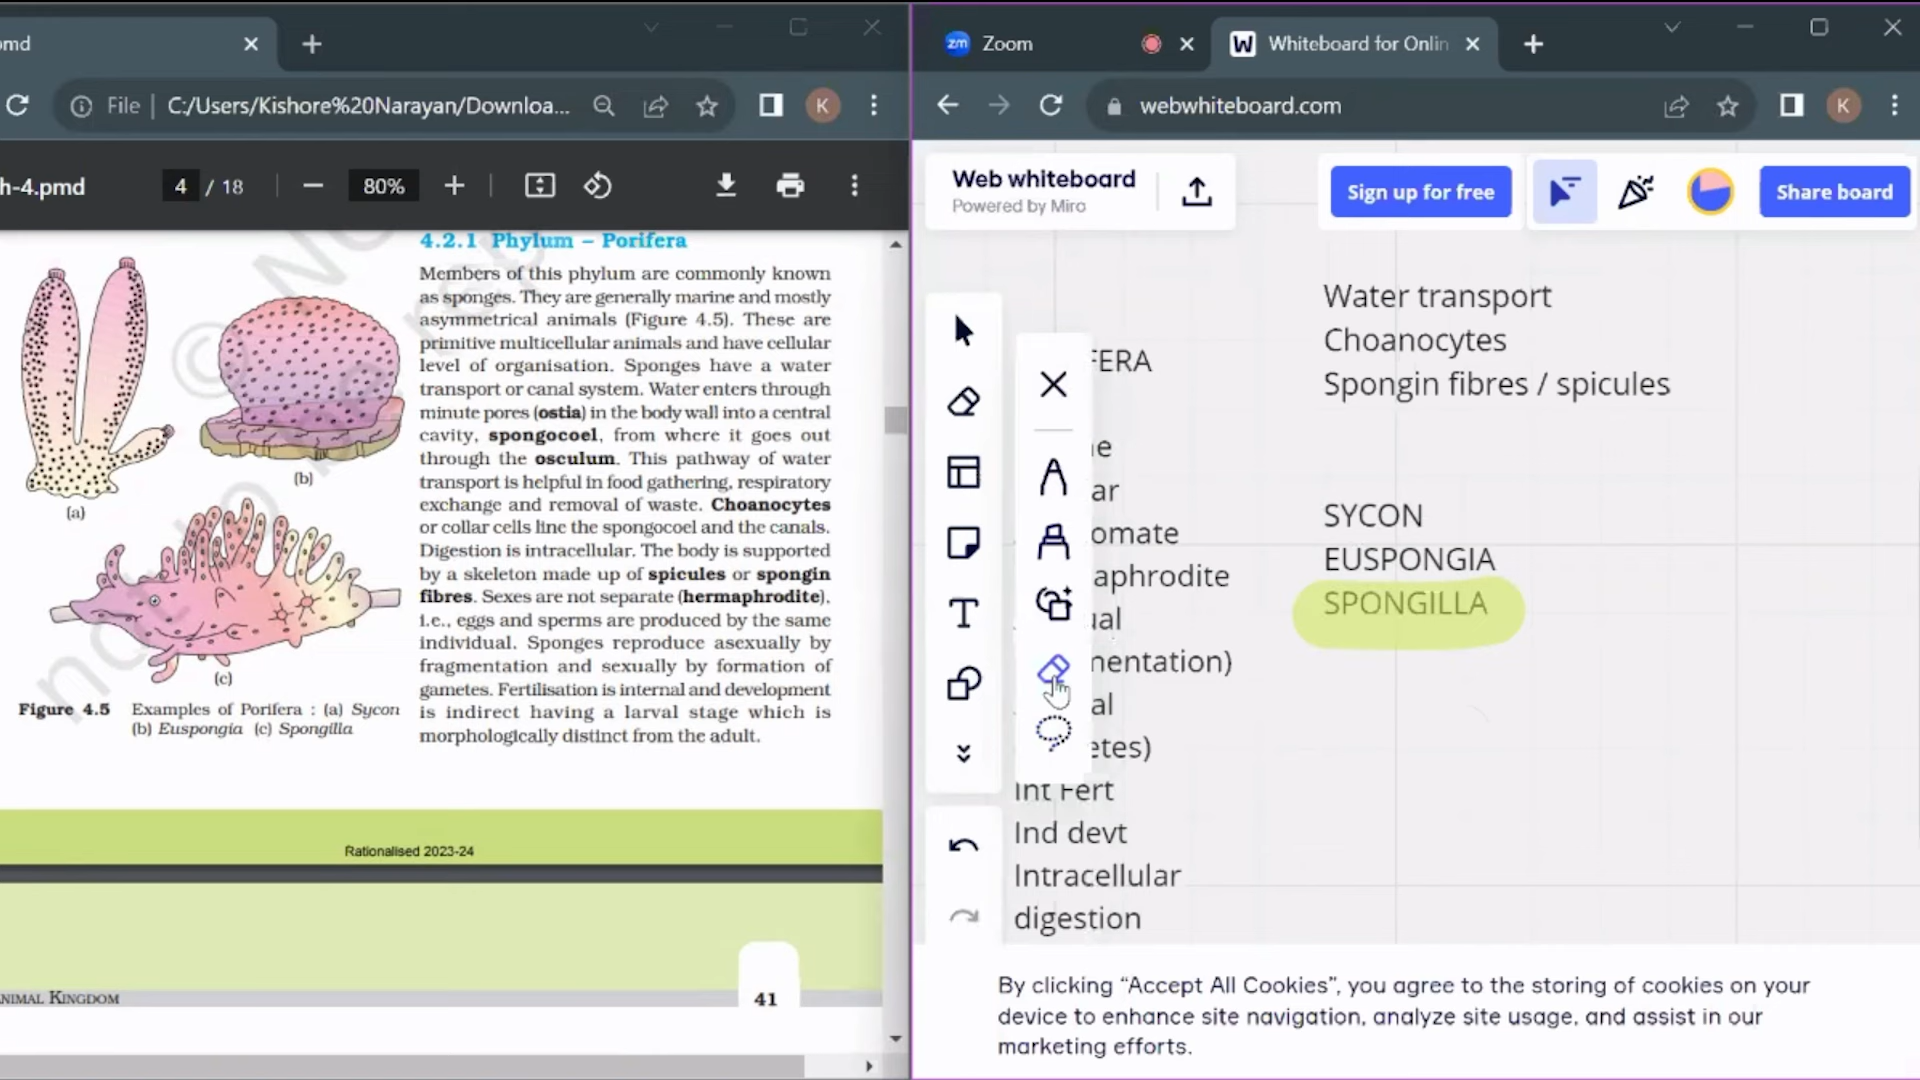 omd
File
C:/Users/Kishore%20Narayan/Downloa...
K
h-4.pmd
4 / 18
80%
4.2.1 Phylum – Porifera
Members of this phylum are commonly known
as sponges. They are generally marine and mostly
asymmetrical animals (Figure 4.5). These are
primitive multicellular animals and have cellular
level of organisation. Sponges have a water
transport or canal system. Water enters through
minute pores (ostia) in the body wall into a central
cavity, spongocoel, from where it goes out
through the osculum. This pathway of water
transport is helpful in food gathering, respiratory
exchange and removal of waste. Choanocytes
or collar cells line the spongocoel and the canals.
Digestion is intracellular. The body is supported
by a skeleton made up of spicules or spongin
fibres. Sexes are not separate (hermaphrodite),
i.e., eggs and sperms are produced by the same
individual. Sponges reproduce asexually by
fragmentation and sexually by formation of
gametes. Fertilisation is internal and development
is indirect having a larval stage which is
morphologically distinct from the adult.
(a)
(b)
(c)
Figure 4.5 Examples of Porifera : (a) Sycon
(b) Euspongia (c) Spongilla
Rationalised 2023-24
NIMAL KINGDOM
41
zm Zoom
W Whiteboard for Onlin
webwhiteboard.com
K
Web whiteboard
Powered by Miro
Sign up for free
Share board
FERA
ne
ar
omate
aphrodite
ual
mentation)
al
etes)
Int Fert
Ind devt
Intracellular
digestion
Water transport
Choanocytes
Spongin fibres / spicules
SYCON
EUSPONGIA
SPONGILLA
By clicking “Accept All Cookies”, you agree to the storing of cookies on your
device to enhance site navigation, analyze site usage, and assist in our
marketing efforts.